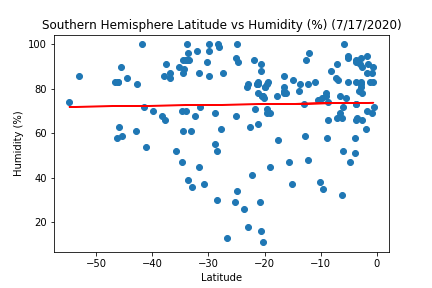 Southern Hemisphere Latitude vs Humidity (%) (7/17/2020)
100
80
60
40
20
Humidity (%)
−50 −40 −30 −20 −10 0
Latitude